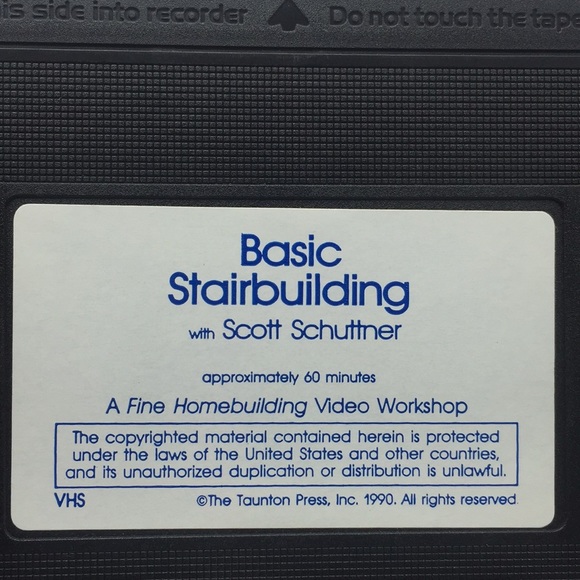 is side into recorder Do not touch the tape
Basic
Stairbuilding
with Scott Schuttner
approximately 60 minutes
A Fine Homebuilding Video Workshop
The copyrighted material contained herein is protected
under the laws of the United States and other countries,
and its unauthorized duplication or distribution is unlawful.
VHS ©The Taunton Press, Inc. 1990. All rights reserved.